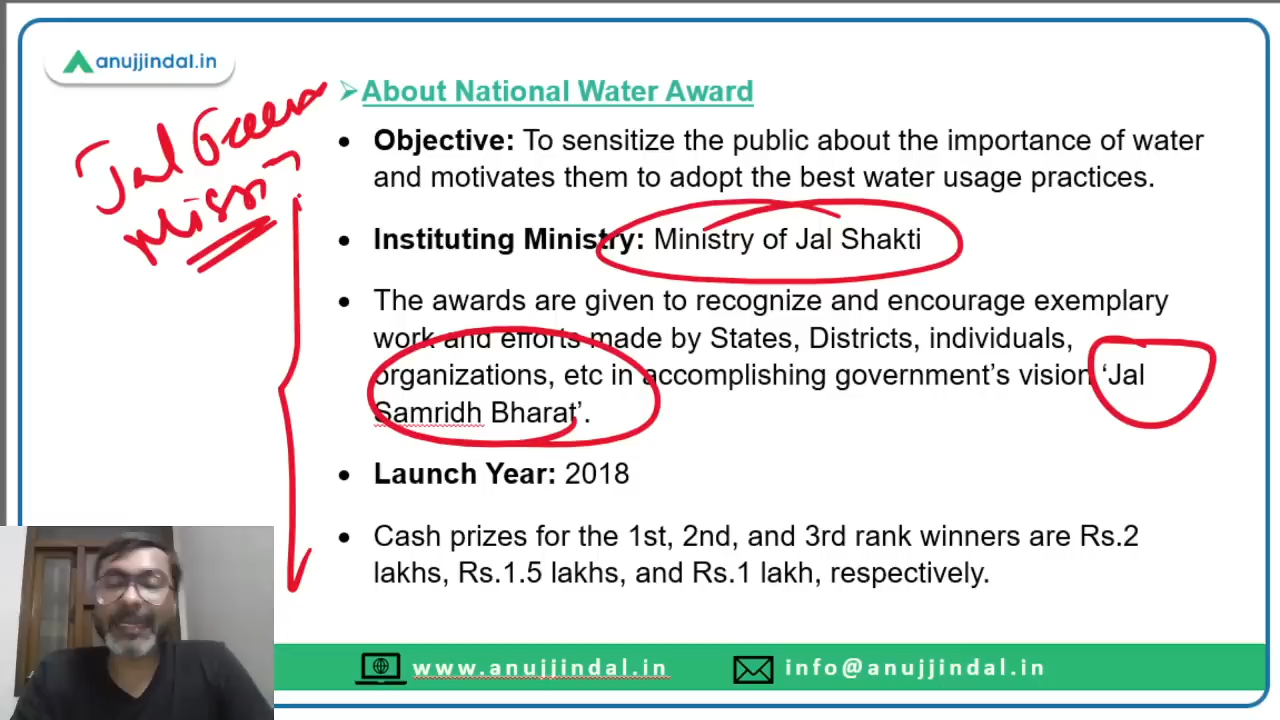 anujjindal.in
About National Water Award
Jal
Missi
• Objective: To sensitize the public about the importance of water
and motivates them to adopt the best water usage practices.
• Instituting Ministry: Ministry of Jal Shakti
• The awards are given to recognize and encourage exemplary
work and efforts made by States, Districts, individuals,
organizations, etc in accomplishing government’s vision ‘Jal
Samridh Bharat’.
• Launch Year: 2018
• Cash prizes for the 1st, 2nd, and 3rd rank winners are Rs.2
lakhs, Rs.1.5 lakhs, and Rs.1 lakh, respectively.
www.anujjindal.in info@anujjindal.in